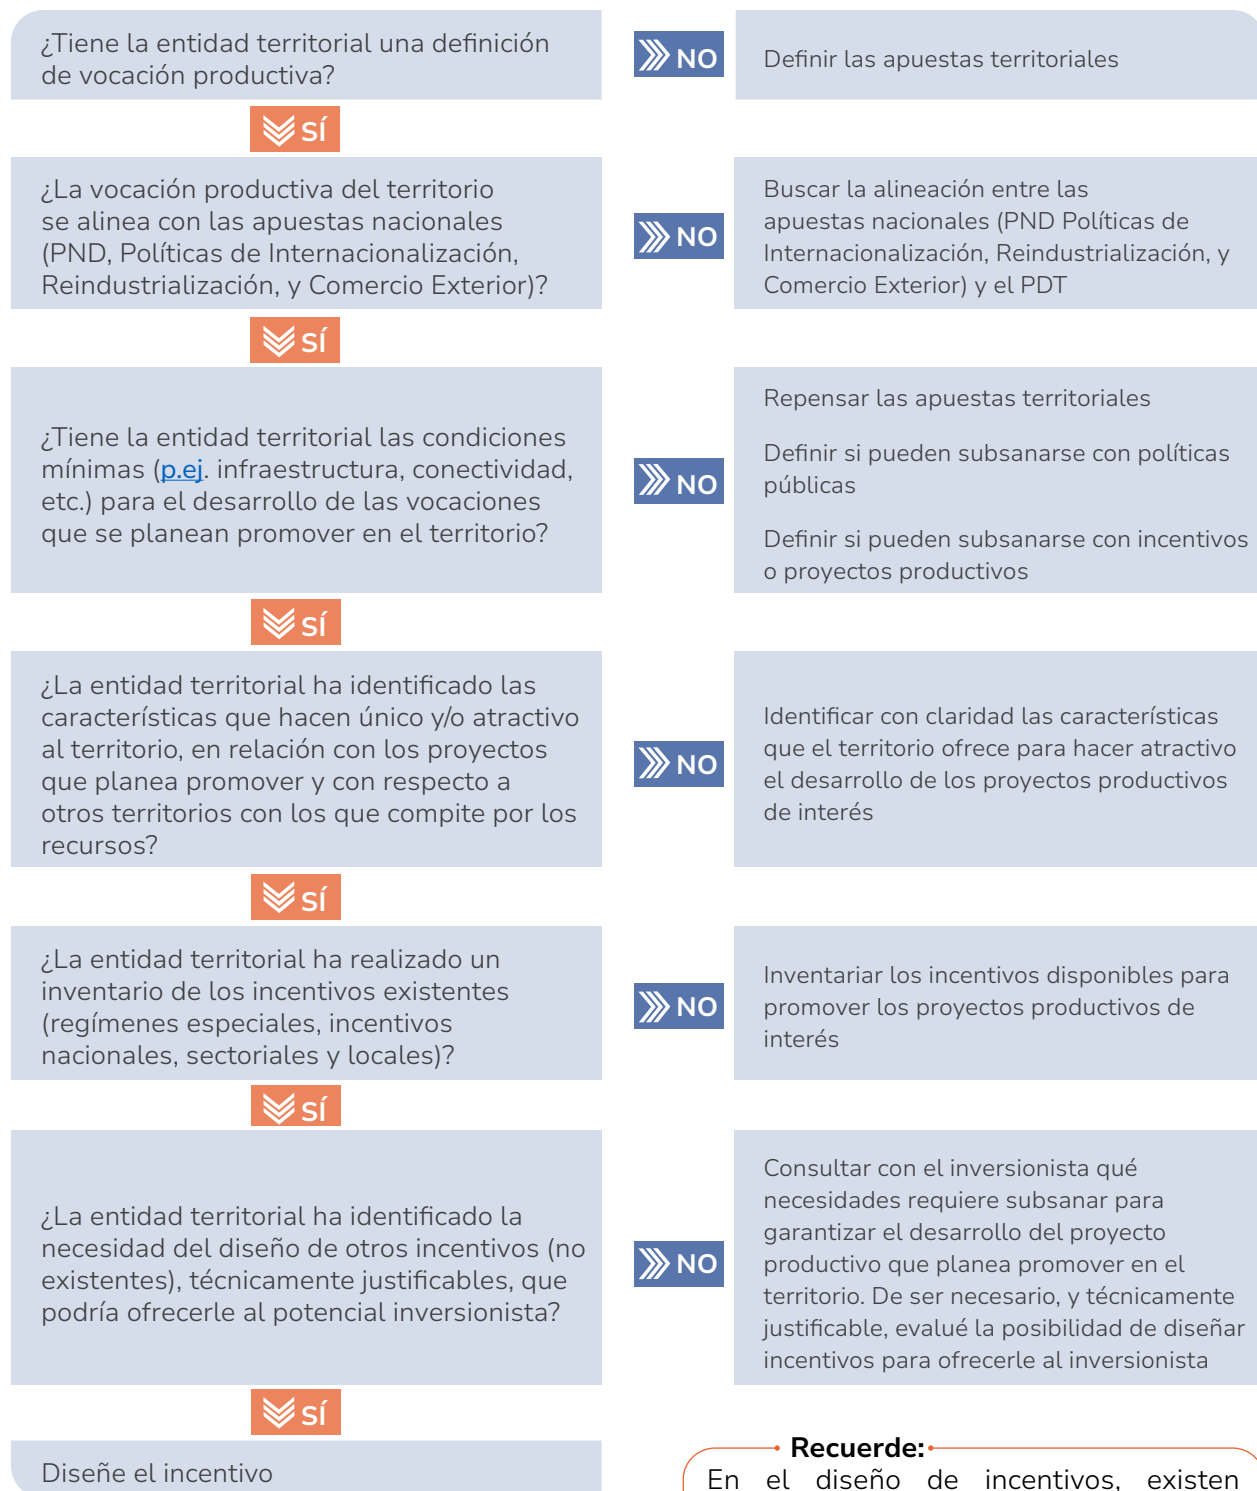 ¿Tiene la entidad territorial una definición
de vocación productiva?
NO
Definir las apuestas territoriales
SÍ
¿La vocación productiva del territorio
se alinea con las apuestas nacionales
(PND, Políticas de Internacionalización,
Reindustrialización, y Comercio Exterior)?
NO
Buscar la alineación entre las
apuestas nacionales (PND Políticas de
Internacionalización, Reindustrialización, y
Comercio Exterior) y el PDT
SÍ
¿Tiene la entidad territorial las condiciones
mínimas (p.ej. infraestructura, conectividad,
etc.) para el desarrollo de las vocaciones
que se planean promover en el territorio?
NO
Repensar las apuestas territoriales
Definir si pueden subsanarse con políticas
públicas
Definir si pueden subsanarse con incentivos
o proyectos productivos
SÍ
¿La entidad territorial ha identificado las
características que hacen único y/o atractivo
al territorio, en relación con los proyectos
que planea promover y con respecto a
otros territorios con los que compite por los
recursos?
NO
Identificar con claridad las características
que el territorio ofrece para hacer atractivo
el desarrollo de los proyectos productivos
de interés
SÍ
¿La entidad territorial ha realizado un
inventario de los incentivos existentes
(regímenes especiales, incentivos
nacionales, sectoriales y locales)?
NO
Inventariar los incentivos disponibles para
promover los proyectos productivos de
interés
SÍ
¿La entidad territorial ha identificado la
necesidad del diseño de otros incentivos (no
existentes), técnicamente justificables, que
podría ofrecerle al potencial inversionista?
NO
Consultar con el inversionista qué
necesidades requiere subsanar para
garantizar el desarrollo del proyecto
productivo que planea promover en el
territorio. De ser necesario, y técnicamente
justificable, evalué la posibilidad de diseñar
incentivos para ofrecerle al inversionista
SÍ
Diseñe el incentivo
Recuerde:
En el diseño de incentivos, existen